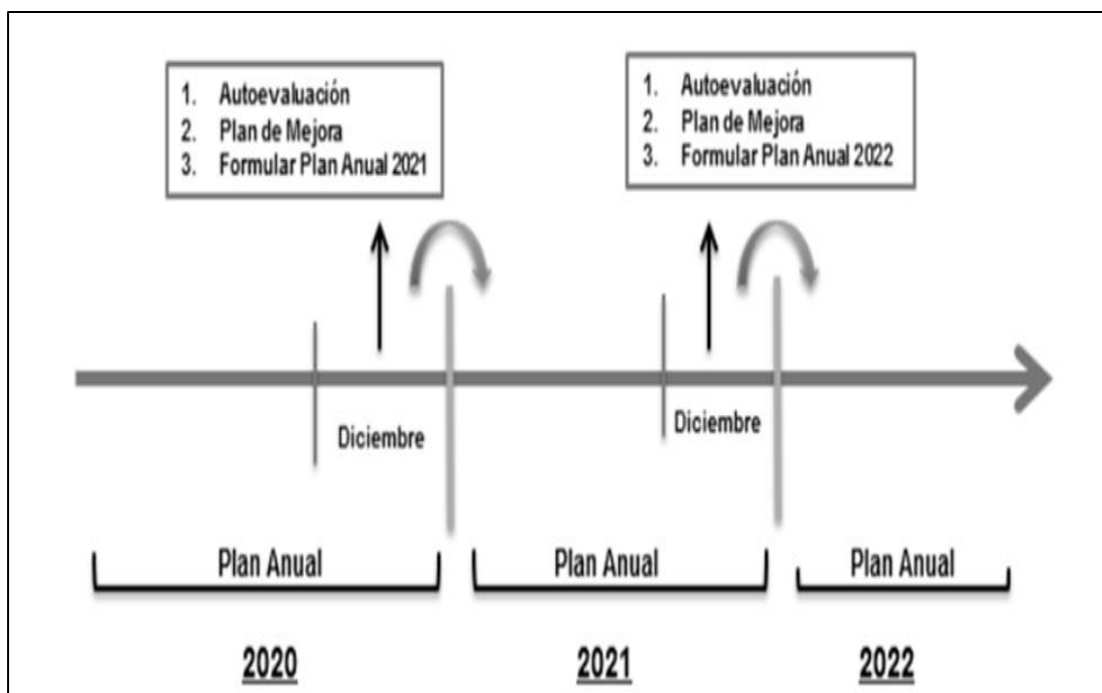 1. Autoevaluación
2. Plan de Mejora
3. Formular Plan Anual 2021
1. Autoevaluación
2. Plan de Mejora
3. Formular Plan Anual 2022
Diciembre
Diciembre
Plan Anual
Plan Anual
Plan Anual
2020
2021
2022